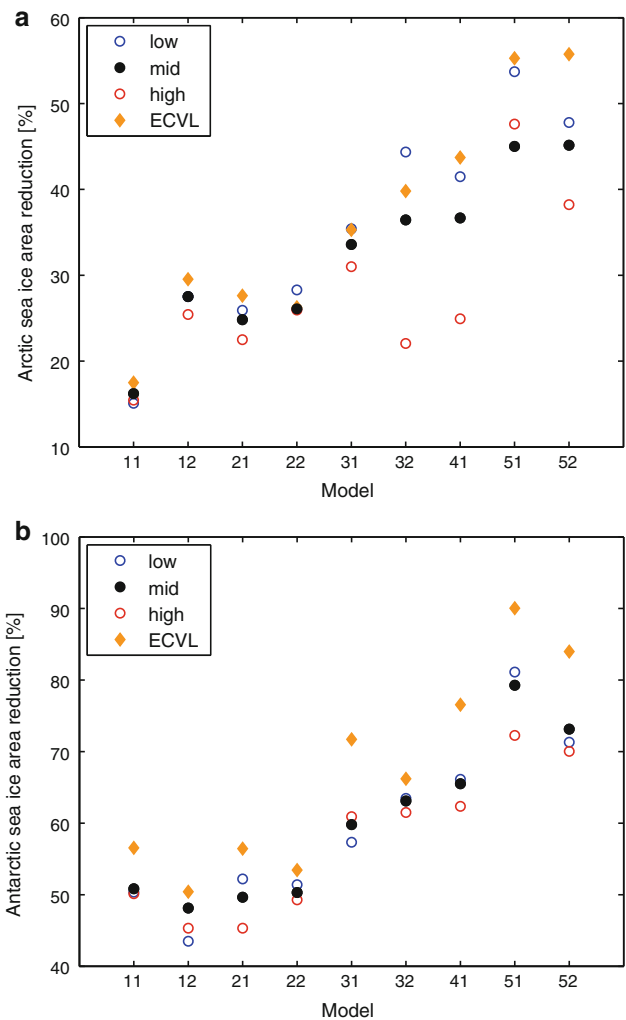 a
60
50
40
30
20
10
Arctic sea ice area reduction [%]
low
mid
high
ECVL
11 12 21 22 31 32 41 51 52
Model
b
100
90
80
70
60
50
40
Antarctic sea ice area reduction [%]
low
mid
high
ECVL
11 12 21 22 31 32 41 51 52
Model